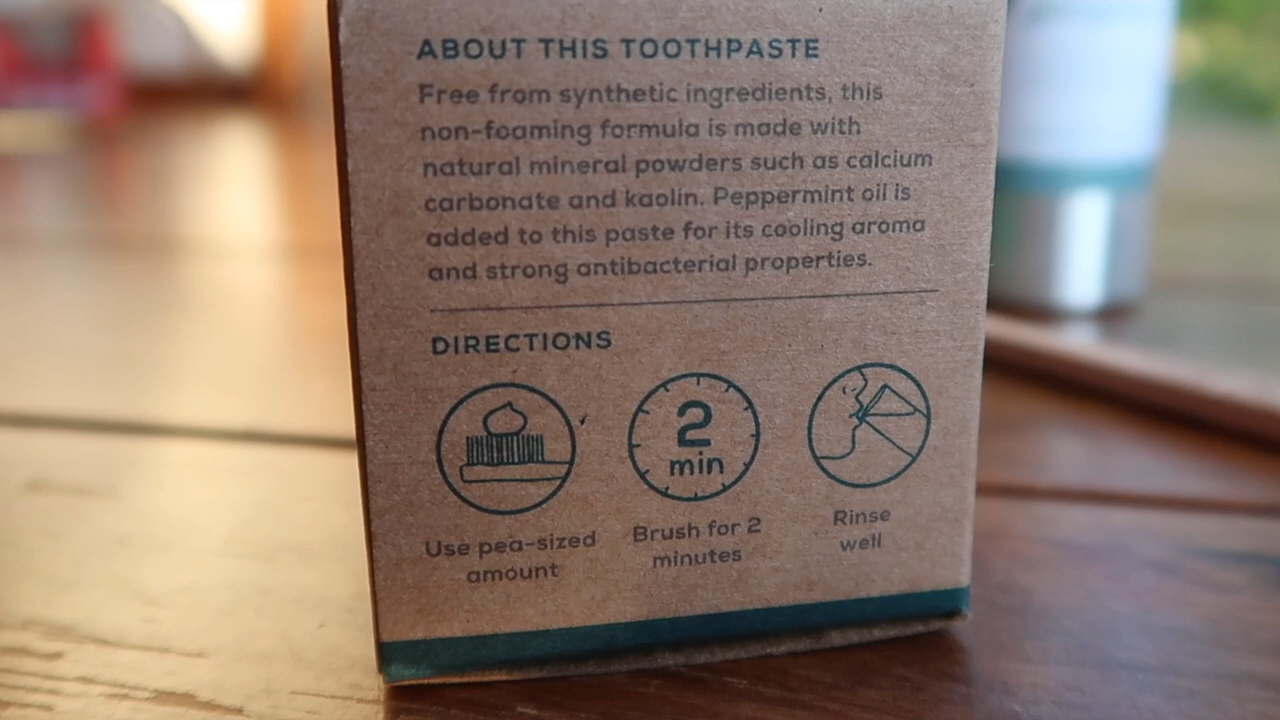 ABOUT THIS TOOTHPASTE
Free from synthetic ingredients, this
non-foaming formula is made with
natural mineral powders such as calcium
carbonate and kaolin. Peppermint oil is
added to this paste for its cooling aroma
and strong antibacterial properties.
DIRECTIONS
2
min
Use pea-sized
amount
Brush for 2
minutes
Rinse
well